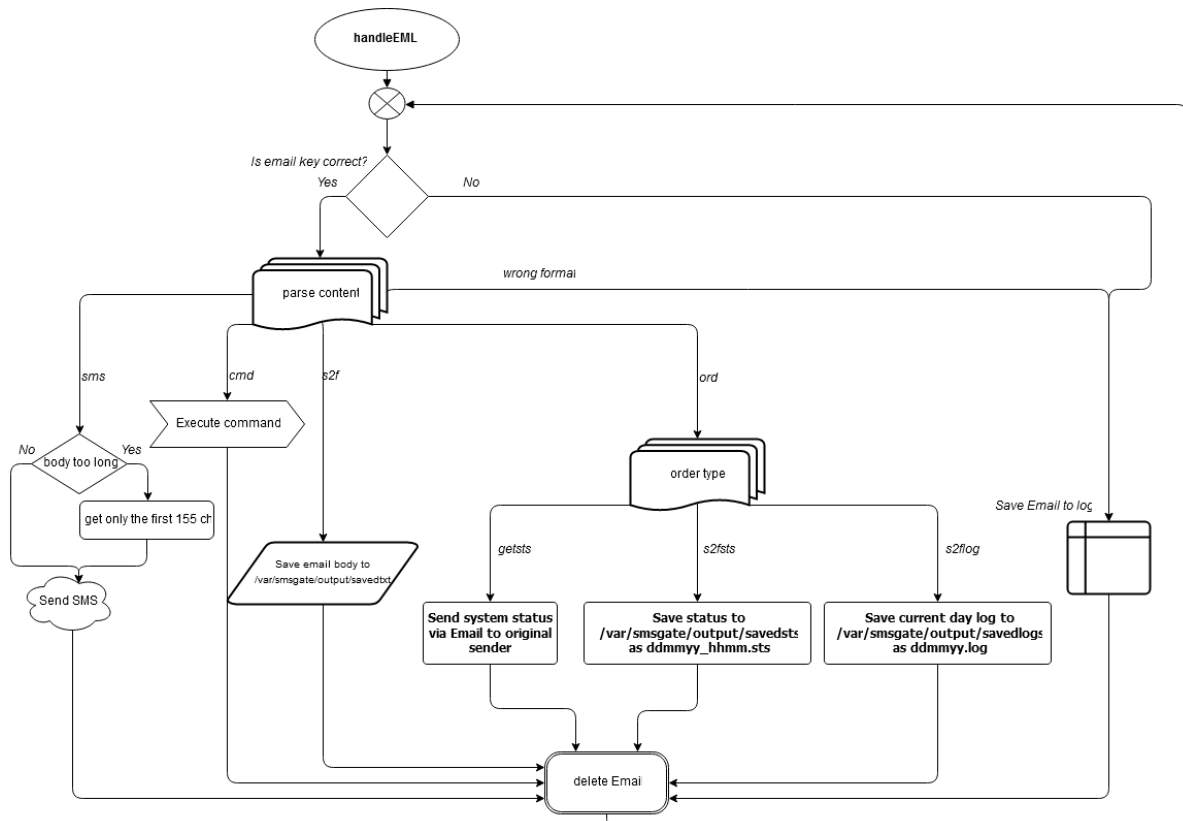 handleEML
Is email key correct?
Yes
No
wrong format
parse content
sms
cmd
s2f
ord
Execute command
No
Yes
body too long
order type
get only the first 155 ch
Save Email to log
getsts
s2fsts
s2flog
Save email body to
/var/smsgate/output/savedtxt
Send SMS
Send system status
via Email to original
sender
Save status to
/var/smsgate/output/savedsts
as ddmmyy_hhmm.sts
Save current day log to
/var/smsgate/output/savedlogs
as ddmmyy.log
delete Email